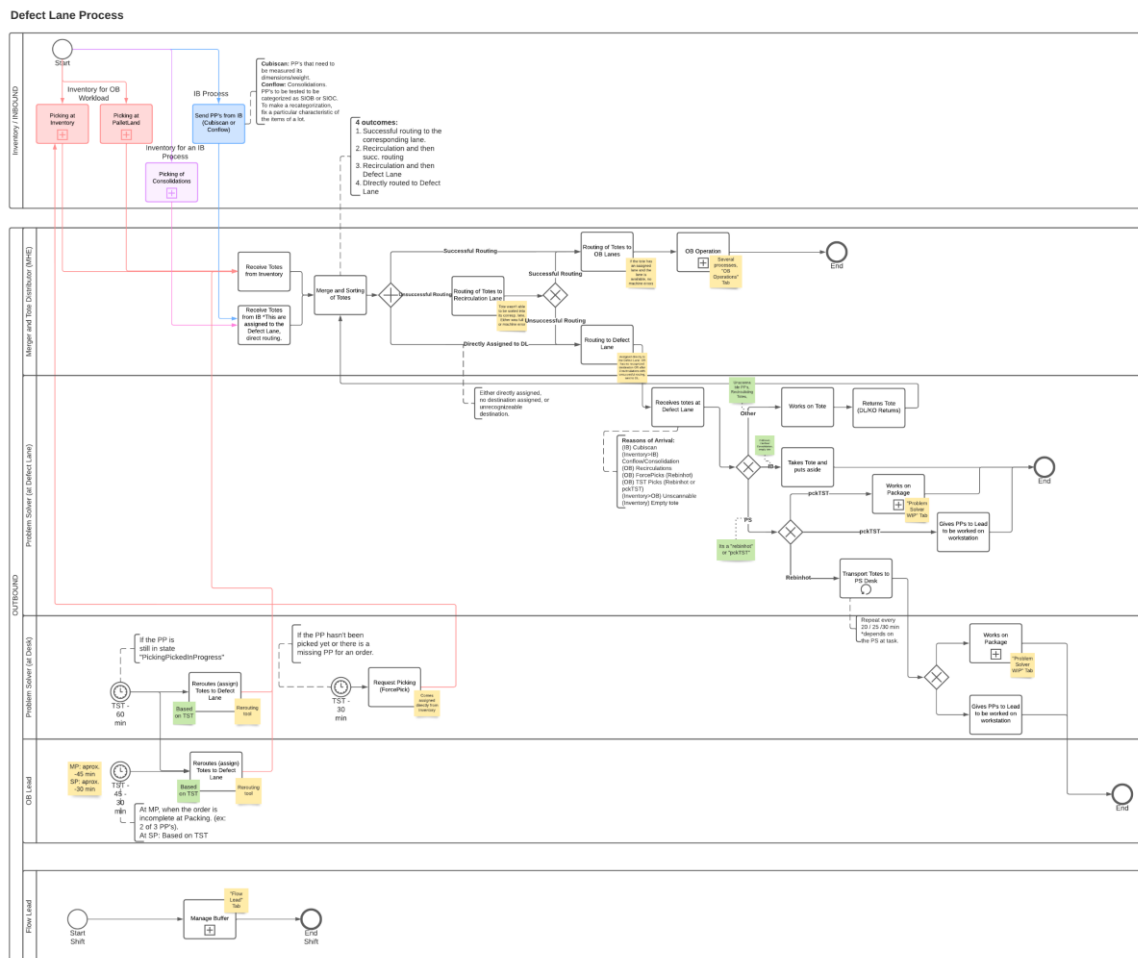 Defect Lane Process
Inventory / INBOUND
Start
Inventory for OB
Workload
Picking at
Inventory
Picking at
PalletLand
IB Process
Send PP's from IB
(Cubiscan or
Conflow)
Cubiscan: PP's that need to
be measured its
dimensions/weight.
Conflow: Consolidations.
PP's to be tested to be
categorized as SIOB or SIOC.
To make a recategorization,
fix a particular characteristic of
the items of a lot.
Inventory for an IB
Process
Picking of
Consolidations
4 outcomes:
1. Successful routing to the
corresponding lane.
2. Recirculation and then
succ. routing
3. Recirculation and then
Defect Lane
4. Directly routed to Defect
Lane
OUTBOUND
Merger and Tote Distributor (MHE)
Receive Totes
from Inventory
Receive Totes
from IB *This are
assigned to the
Defect Lane,
direct routing.
Merge and Sorting
of Totes
Successful Routing
Unsuccessful Routing
Directly Assigned to DL
Routing of Totes to
Recirculation Lane
Successful Routing
Unsuccessful Routing
Routing of Totes to
OB Lanes
OB Operation
Several
processes,
"OB
Operations"
Tab
End
Routing to Defect
Lane
Either directly assigned,
no destination assigned, or
unrecognizeable
destination.
Problem Solver (at Defect Lane)
Receives totes at
Defect Lane
Reasons of Arrival:
(IB) Cubiscan
(Inventory>IB)
Conflow/Consolidation
(OB) Recirculations
(OB) ForcePicks (Rebinhot)
(OB) TST Picks (Rebinhot or
pckTST)
(Inventory>OB) Unscannable
(Inventory) Empty tote
Other
Works on Tote
Returns Tote
(DL/KO Returns)
IB
Takes Tote and
puts aside
End
PS
Its a "rebinhot"
or "pckTST"
pckTST
Works on
Package
"Problem
Solver
WIP" Tab
pckTST
Gives PPs to Lead
to be worked on
workstation
Rebinhot
Transport Totes to
PS Desk
Repeat every
20 / 25 /30 min
*depends on
the PS at task.
Problem Solver (at Desk)
If the PP is
still in state
"PickingPickedInProgress"
TST -
60
min
Reroutes (assign)
Totes to Defect
Lane
Based
on TST
Rerouting
tool
If the PP hasn't been
picked yet or there is a
missing PP for an order.
TST -
30
min
Request Picking
(ForcePick)
Comes
assigned
directly from
inventory
Works on
Package
"Problem
Solver
WIP" Tab
Gives PPs to Lead
to be worked on
workstation
OB Lead
MP: aprox.
-45 min
SP: aprox.
-30 min
TST -
45 -
30
min
Reroutes (assign)
Totes to Defect
Lane
Based
on TST
Rerouting
tool
At MP, when the order is
incomplete at Packing. (ex:
2 of 3 PP's).
At SP: Based on TST
End
Flow Lead
Start
Shift
Manage Buffer
"Flow
Lead"
Tab
End
Shift